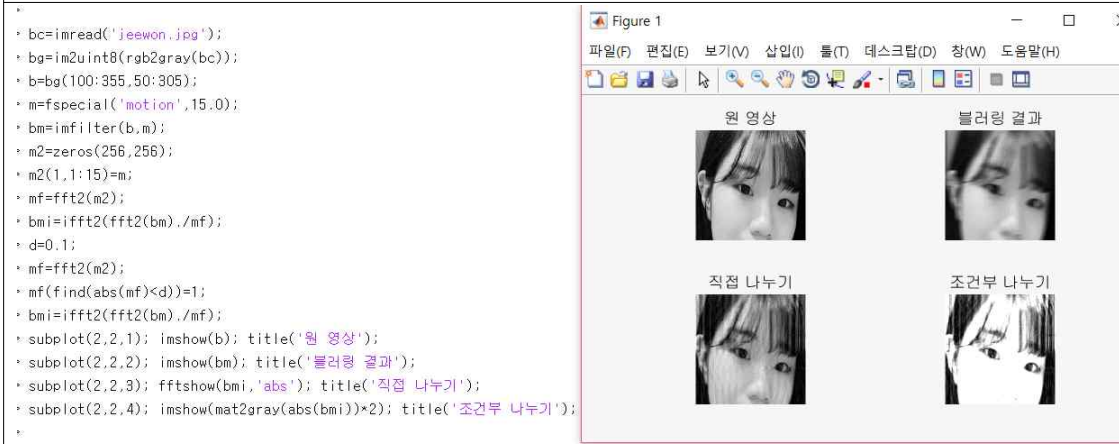 bc=imread('jeewon.jpg');
bg=im2uint8(rgb2gray(bc));
b=bg(100:355,50:305);
m=fspecial('motion',15.0);
bm=imfilter(b,m);
m2=zeros(256,256);
m2(1,1:15)=m;
mf=fft2(m2);
bmi=ifft2(fft2(bm)./mf);
d=0.1;
mf=fft2(m2);
mf(find(abs(mf)<d))=1;
bmi=ifft2(fft2(bm)./mf);
subplot(2,2,1); imshow(b); title('원 영상');
subplot(2,2,2); imshow(bm); title('블러링 결과');
subplot(2,2,3); fftshow(bmi,'abs'); title('직접 나누기');
subplot(2,2,4); imshow(mat2gray(abs(bmi))*2); title('조건부 나누기');
Figure 1
파일(F) 편집(E) 보기(V) 삽입(I) 툴(T) 데스크탑(D) 창(W) 도움말(H)
원 영상
블러링 결과
직접 나누기
조건부 나누기